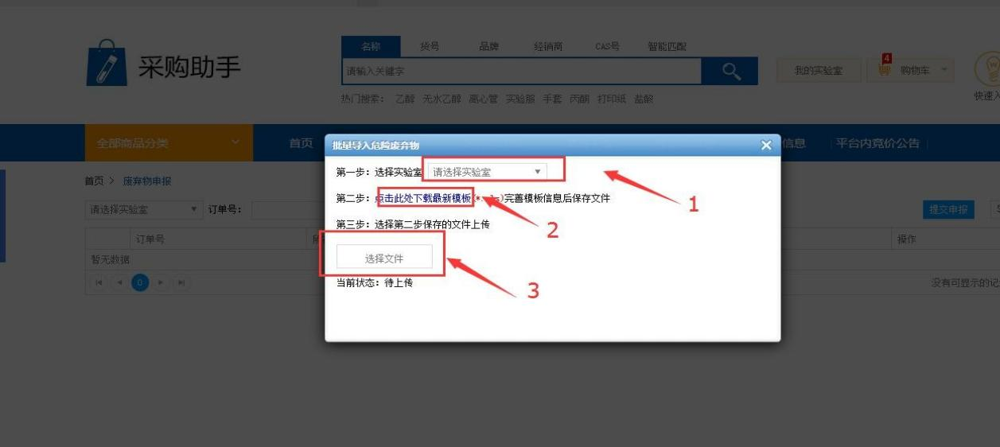 名称 货号 品牌 经销商 CAS号 智能匹配
采购助手
请输入关键字
我的实验室 4 购物车
热门搜索: 乙醇 无水乙醇 离心管 实验服 手套 丙酮 打印纸 盐酸
快速入
全部商品分类 首页 信息 平台内竞价公告
批量导入危险废弃物
第一步: 选择实验室 请选择实验室
1
首页 > 废弃物申报
第二步: 点击此处下载最新模板 完善模板信息后保存文件
2
请选择实验室 订单号: 提交申报
第三步: 选择第二步保存的文件上传
订单号 操作
选择文件
3
暂无数据
0
当前状态: 待上传
没有可显示的记